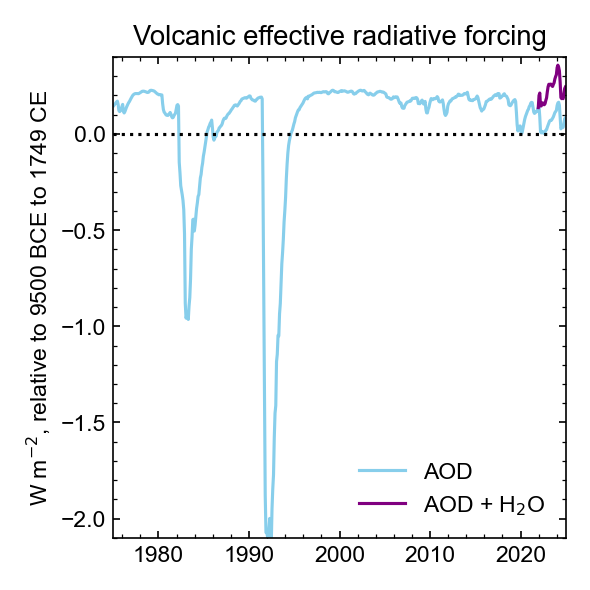 Volcanic effective radiative forcing
W m⁻², relative to 9500 BCE to 1749 CE
0.0
−0.5
−1.0
−1.5
−2.0
AOD
AOD + H₂O
1980 1990 2000 2010 2020